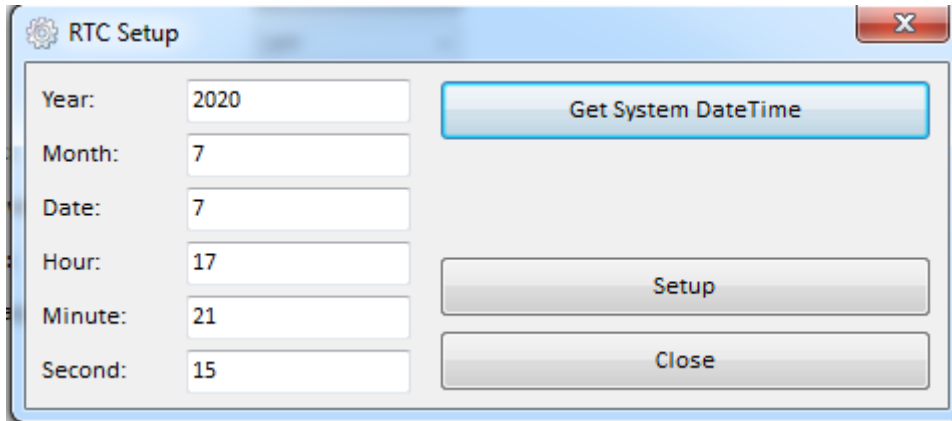 RTC Setup
Year: 2020
Get System DateTime
Month: 7
Date: 7
Hour: 17
Setup
Minute: 21
Close
Second: 15